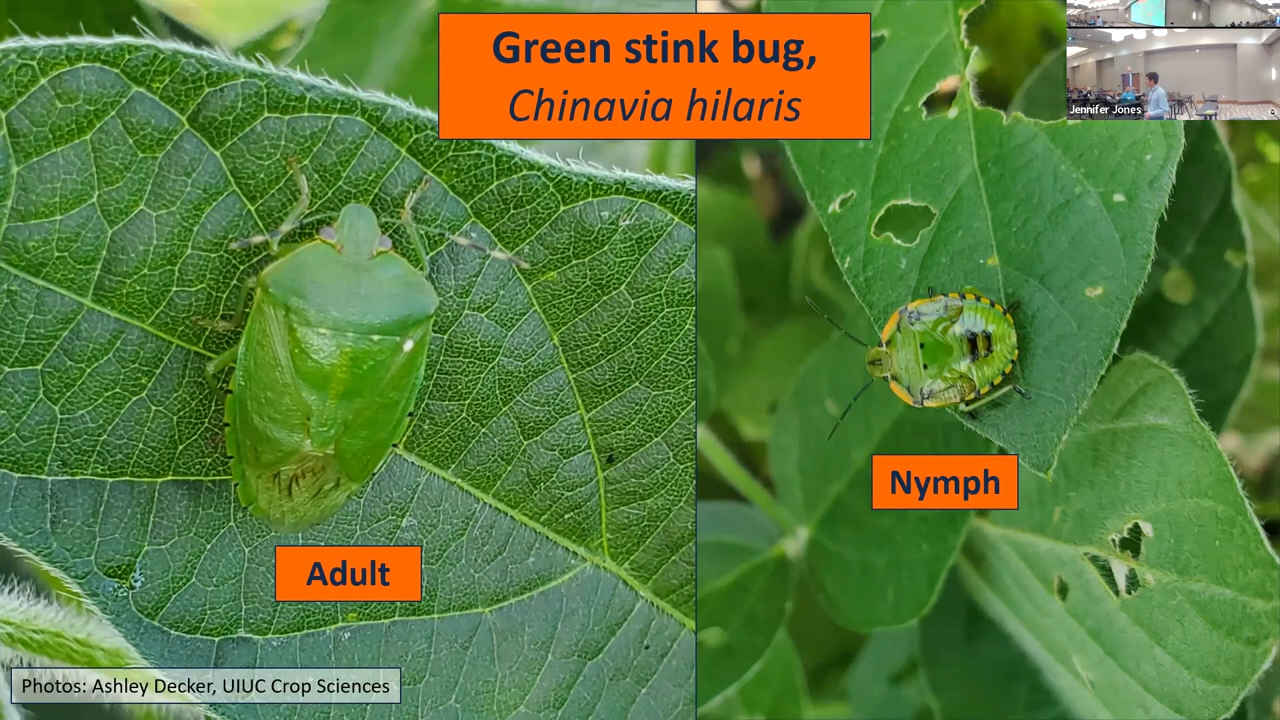 Green stink bug,
Chinavia hilaris
Jennifer Jones
Nymph
Adult
Photos: Ashley Decker, UIUC Crop Sciences